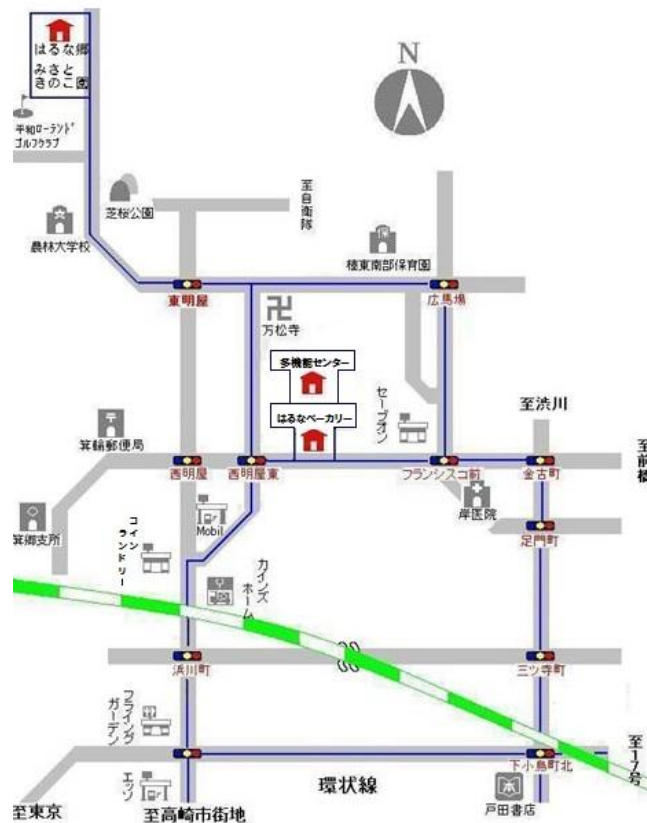 はるな郷
みさと
きのこ園
N
平和ローランド
ゴルフクラブ
芝桜公園
至自衛隊
農林大学校
榛東南部保育園
東明屋
広馬場
卍
万松寺
多機能センター
はるなベーカリー
セーブオン
至渋川
箕輪郵便局
西明屋
西明屋東
フランシスコ前
金古町
至前橋
岸医院
箕郷支所
Mobil
足門町
コイン
ランドリー
カインズ
ホーム
浜川町
三ツ寺町
フライング
ガーデン
下小鳥町北
至17号
エッソ
環状線
戸田書店
至東京
至高崎市街地